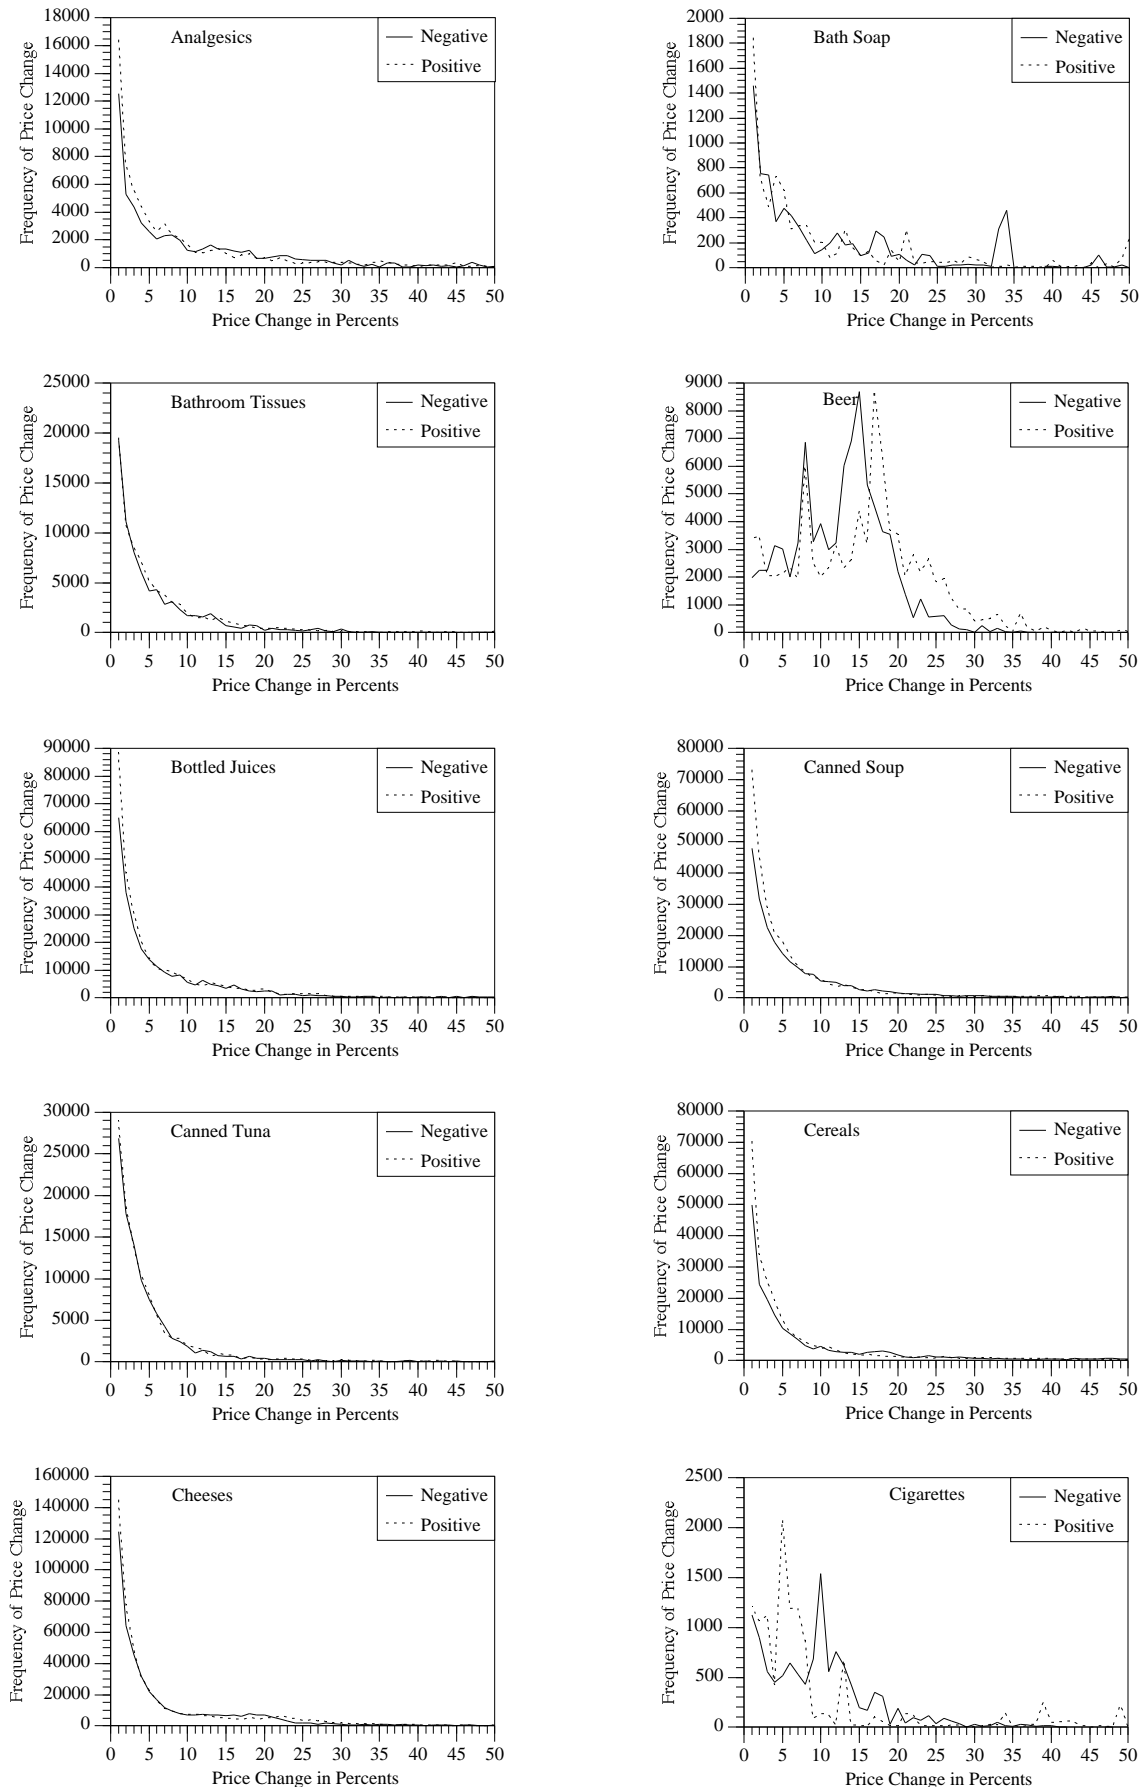 Analgesics
Negative
Positive
Frequency of Price Change
18000
16000
14000
12000
10000
8000
6000
4000
2000
0
0 5 10 15 20 25 30 35 40 45 50
Price Change in Percents
Bath Soap
Negative
Positive
Frequency of Price Change
2000
1800
1600
1400
1200
1000
800
600
400
200
0
0 5 10 15 20 25 30 35 40 45 50
Price Change in Percents
Bathroom Tissues
Negative
Positive
Frequency of Price Change
25000
20000
15000
10000
5000
0
0 5 10 15 20 25 30 35 40 45 50
Price Change in Percents
Beer
Negative
Positive
Frequency of Price Change
9000
8000
7000
6000
5000
4000
3000
2000
1000
0
0 5 10 15 20 25 30 35 40 45 50
Price Change in Percents
Bottled Juices
Negative
Positive
Frequency of Price Change
90000
80000
70000
60000
50000
40000
30000
20000
10000
0
0 5 10 15 20 25 30 35 40 45 50
Price Change in Percents
Canned Soup
Negative
Positive
Frequency of Price Change
80000
70000
60000
50000
40000
30000
20000
10000
0
0 5 10 15 20 25 30 35 40 45 50
Price Change in Percents
Canned Tuna
Negative
Positive
Frequency of Price Change
30000
25000
20000
15000
10000
5000
0
0 5 10 15 20 25 30 35 40 45 50
Price Change in Percents
Cereals
Negative
Positive
Frequency of Price Change
80000
70000
60000
50000
40000
30000
20000
10000
0
0 5 10 15 20 25 30 35 40 45 50
Price Change in Percents
Cheeses
Negative
Positive
Frequency of Price Change
160000
140000
120000
100000
80000
60000
40000
20000
0
0 5 10 15 20 25 30 35 40 45 50
Price Change in Percents
Cigarettes
Negative
Positive
Frequency of Price Change
2500
2000
1500
1000
500
0
0 5 10 15 20 25 30 35 40 45 50
Price Change in Percents